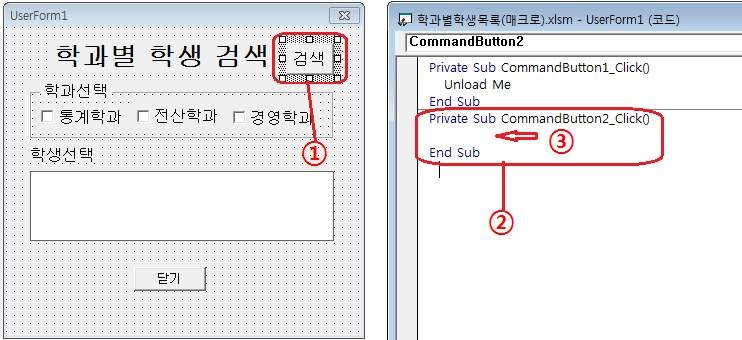 UserForm1
학과별 학생 검색
검색
학과선택
통계학과 전산학과 경영학과
①
학생선택
닫기
학과별학생목록(매크로).xlsm - UserForm1 (코드)
CommandButton2
Private Sub CommandButton1_Click()
Unload Me
End Sub
Private Sub CommandButton2_Click()
③
End Sub
②